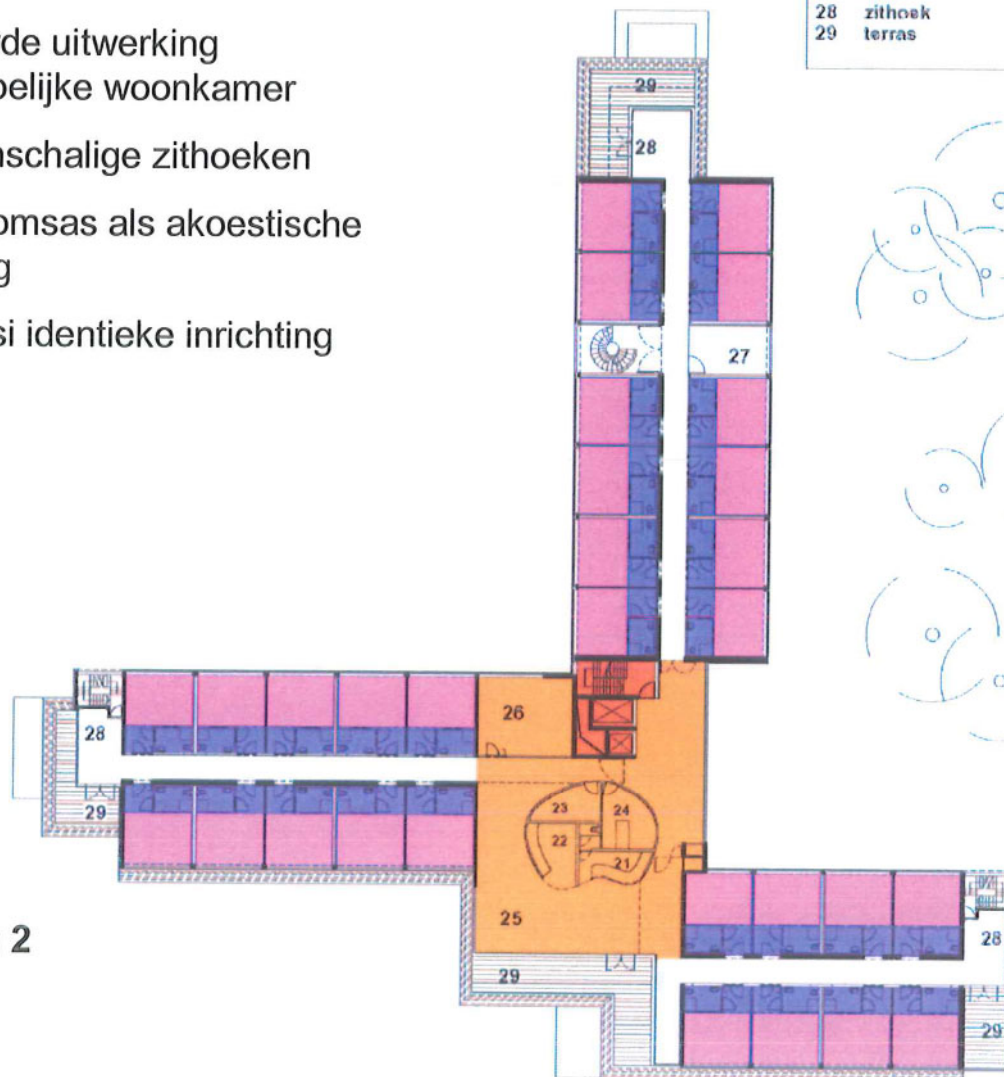 28 zithoek
29 terras
rde uitwerking
pelijke woonkamer
nschalige zithoeken
omsas als akoestische
g
si identieke inrichting
29
28
27
26
28
23
24
29
22
21
25
28
2
29
29